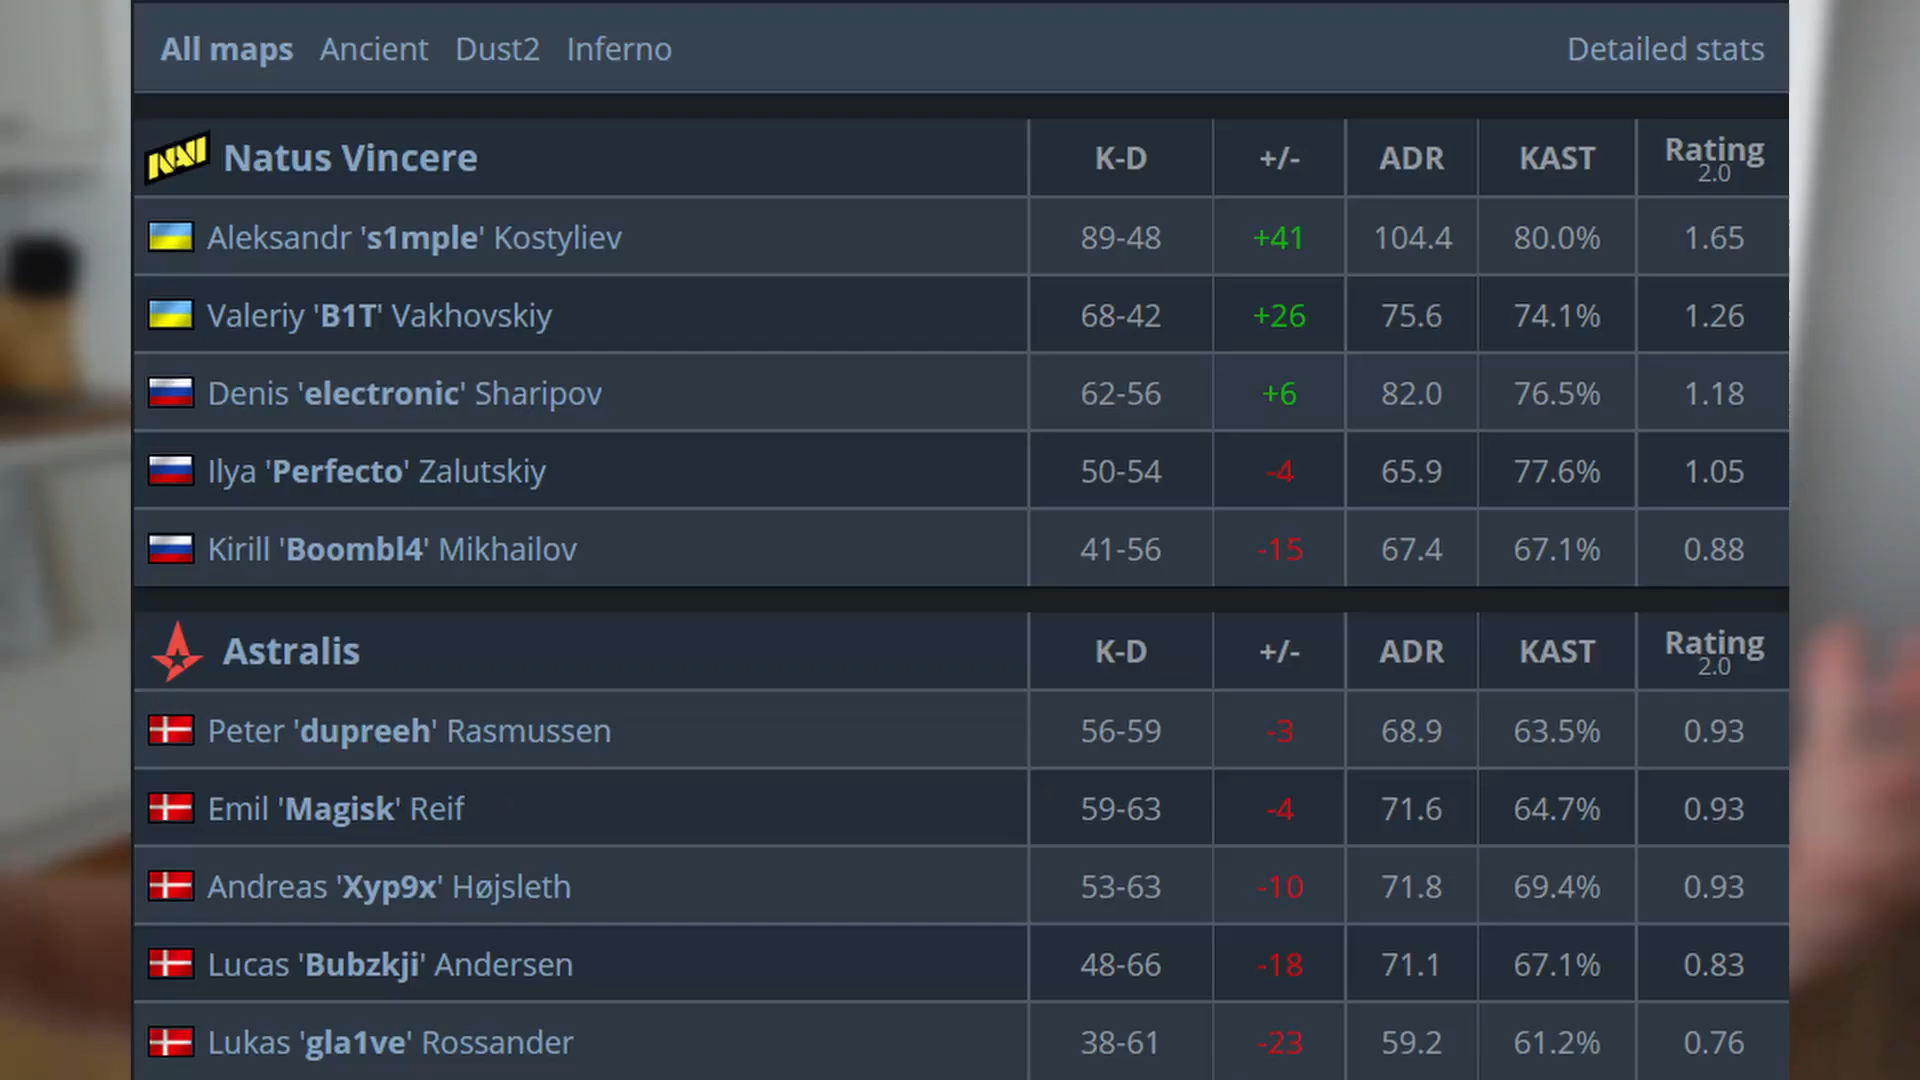 All maps Ancient Dust2 Inferno Detailed stats
NAVI Natus Vincere K-D +/- ADR KAST Rating 2.0
Aleksandr 's1mple' Kostyliev 89-48 +41 104.4 80.0% 1.65
Valeriy 'B1T' Vakhovskiy 68-42 +26 75.6 74.1% 1.26
Denis 'electronic' Sharipov 62-56 +6 82.0 76.5% 1.18
Ilya 'Perfecto' Zalutskiy 50-54 -4 65.9 77.6% 1.05
Kirill 'Boombl4' Mikhailov 41-56 -15 67.4 67.1% 0.88
Astralis K-D +/- ADR KAST Rating 2.0
Peter 'dupreeh' Rasmussen 56-59 -3 68.9 63.5% 0.93
Emil 'Magisk' Reif 59-63 -4 71.6 64.7% 0.93
Andreas 'Xyp9x' Højsleth 53-63 -10 71.8 69.4% 0.93
Lucas 'Bubzkji' Andersen 48-66 -18 71.1 67.1% 0.83
Lukas 'gla1ve' Rossander 38-61 -23 59.2 61.2% 0.76